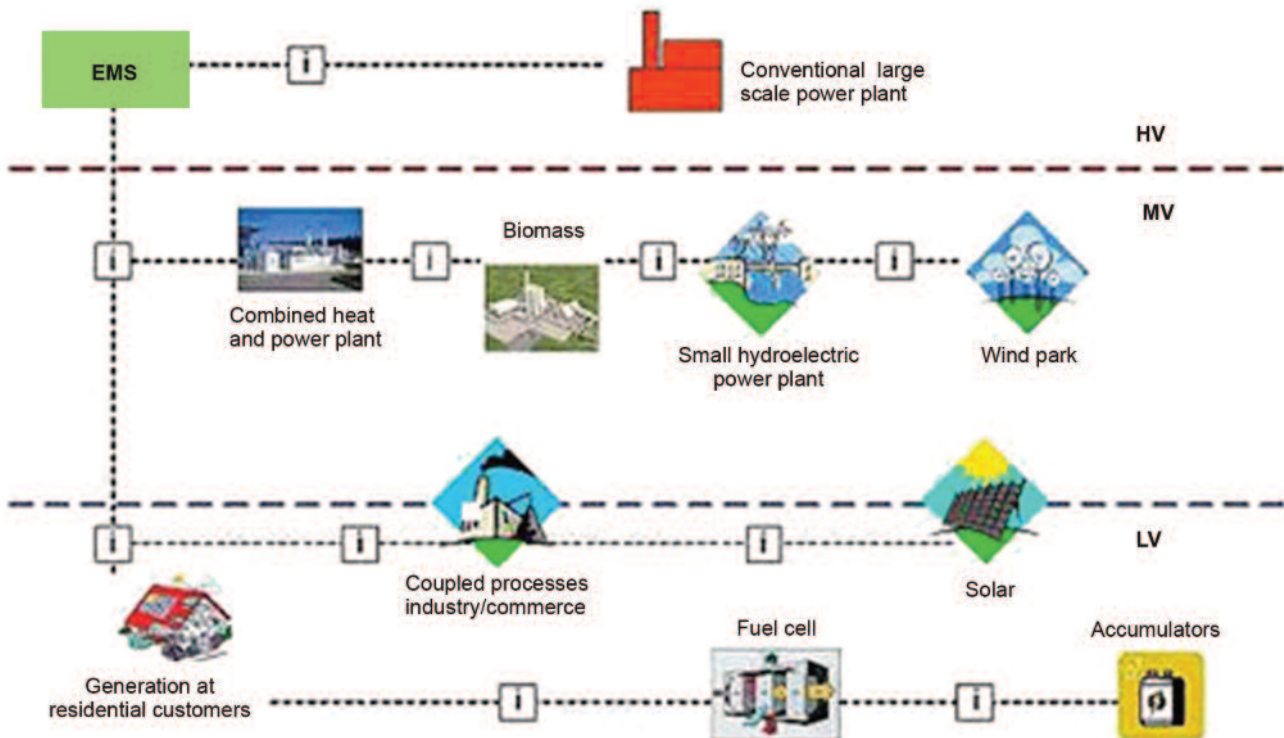 EMS
i
Conventional large
scale power plant
HV
MV
Biomass
i
i
i
i
Combined heat
and power plant
Small hydroelectric
power plant
Wind park
LV
i
i
i
Coupled processes
industry/commerce
Solar
Fuel cell
Accumulators
Generation at
residential customers
i
i